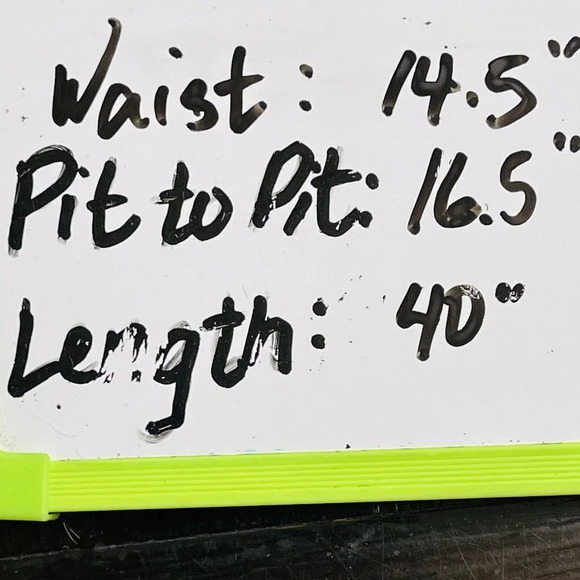 Waist: 14.5"
Pit to Pit: 16.5"
Length: 40"